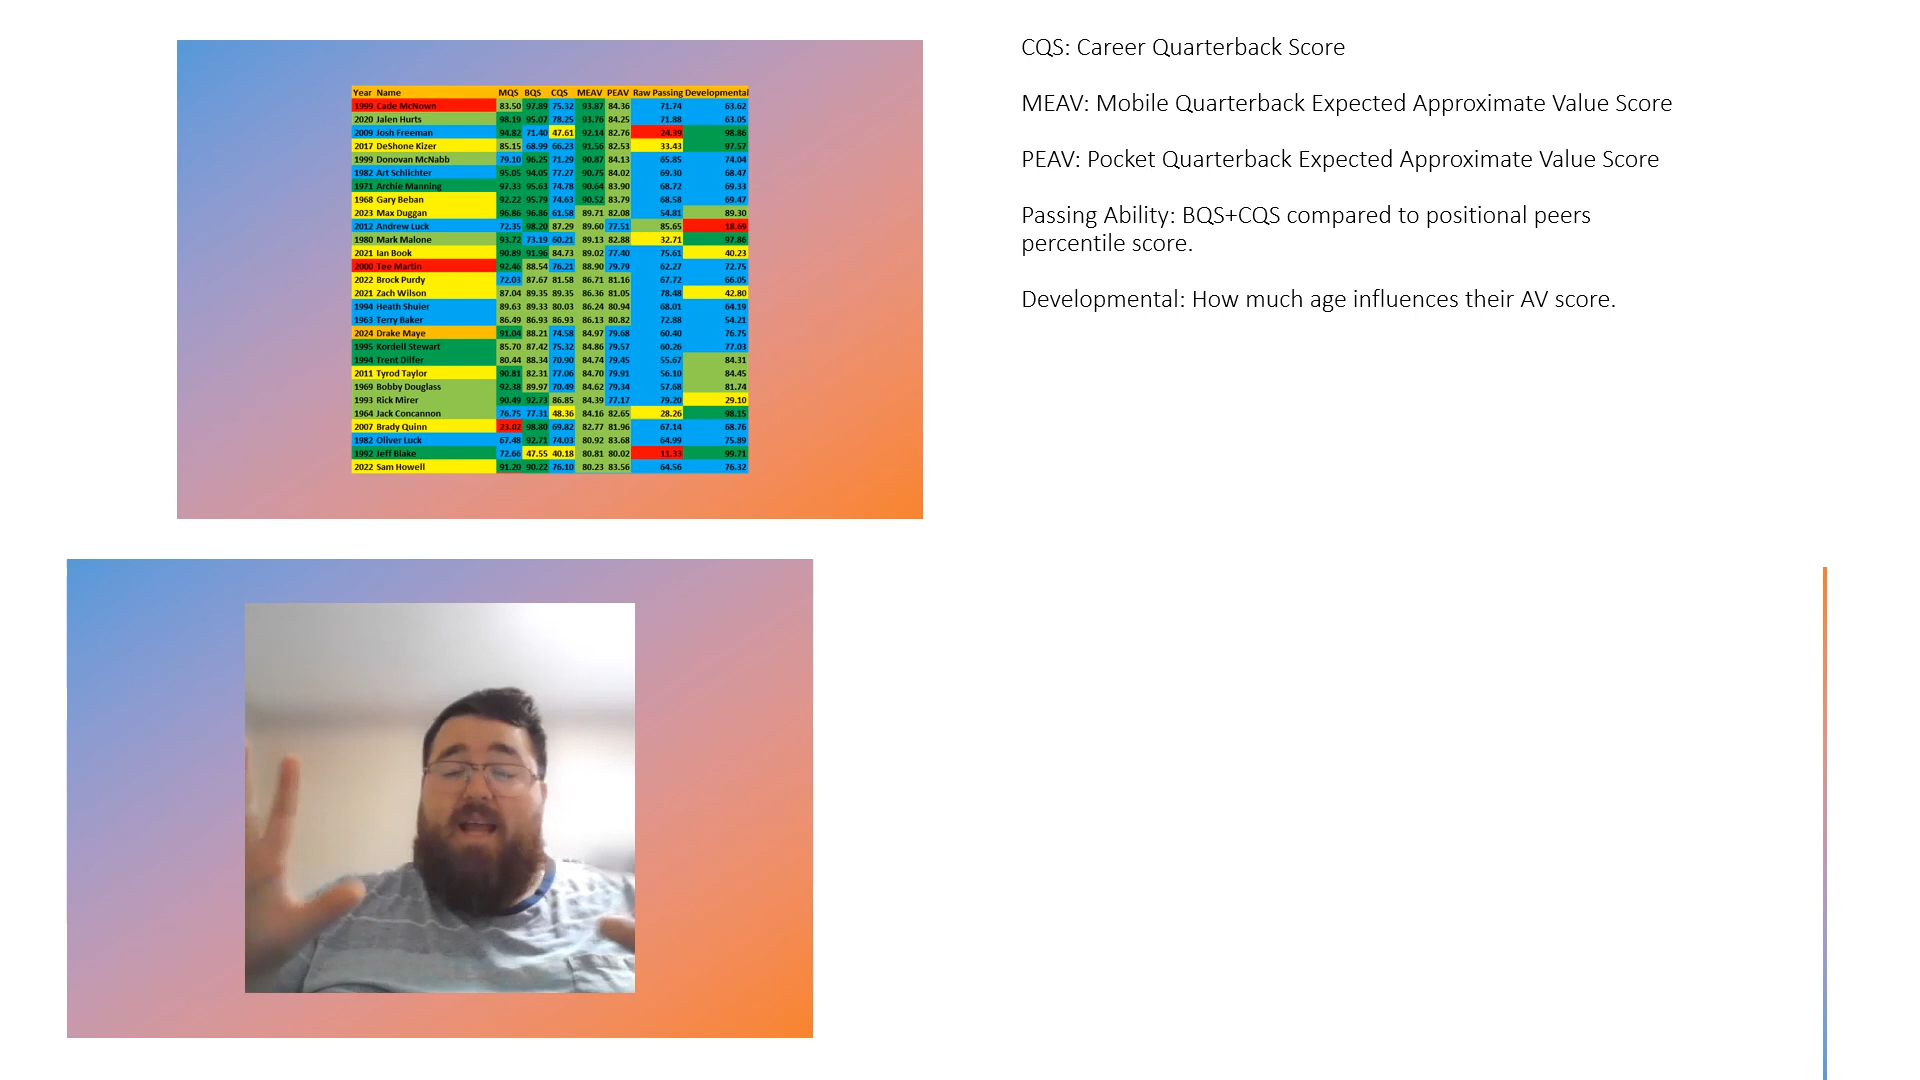 Year Name MQS BQS CQS MEAV PEAV Raw Passing Developmental
1999 Cade McNown 83.50 97.89 75.32 93.87 84.36 71.74 63.62
2020 Jalen Hurts 98.19 95.07 78.25 93.76 84.25 71.88 63.05
2009 Josh Freeman 94.82 71.40 47.61 92.14 82.76 24.39 98.86
2017 DeShone Kizer 85.15 68.99 66.23 91.56 82.53 33.43 97.57
1999 Donovan McNabb 79.10 96.25 71.29 90.87 84.13 65.85 74.04
1982 Art Schlichter 95.05 94.05 77.27 90.75 84.02 69.30 68.47
1971 Archie Manning 97.33 95.63 74.78 90.64 83.90 68.72 69.33
1968 Gary Beban 92.22 95.79 74.63 90.52 83.79 68.58 69.47
2023 Max Duggan 96.86 96.86 61.58 89.71 82.08 54.81 89.30
2012 Andrew Luck 72.35 98.20 87.29 89.60 77.51 85.65 18.69
1980 Mark Malone 93.72 73.19 60.21 89.13 82.88 32.71 97.86
2021 Ian Book 90.89 91.96 84.73 89.02 77.40 75.61 40.23
2000 Tee Martin 92.46 88.54 76.21 88.90 79.79 62.27 72.75
2022 Brock Purdy 72.03 87.67 81.58 86.71 81.16 67.72 66.05
2021 Zach Wilson 87.04 89.35 89.35 86.36 81.05 78.48 42.80
1994 Heath Shuler 89.63 89.33 80.03 86.24 80.94 68.01 64.19
1963 Terry Baker 86.49 86.93 86.93 86.13 80.82 72.88 54.21
2024 Drake Maye 91.04 88.21 74.58 84.97 79.68 60.40 76.75
1995 Kordell Stewart 85.70 87.42 75.32 84.86 79.57 60.26 77.03
1994 Trent Dilfer 80.44 88.34 70.90 84.74 79.45 55.67 84.31
2011 Tyrod Taylor 90.81 82.31 77.06 84.70 79.91 56.10 84.45
1969 Bobby Douglass 92.38 89.97 70.49 84.62 79.34 57.68 81.74
1993 Rick Mirer 90.49 92.73 86.85 84.39 77.17 79.20 29.10
1964 Jack Concannon 76.75 77.31 48.36 84.16 82.65 28.26 98.15
2007 Brady Quinn 23.02 98.80 69.82 82.77 81.96 67.14 68.76
1982 Oliver Luck 67.48 92.71 74.03 80.92 83.68 64.99 75.89
1992 Jeff Blake 72.66 47.55 40.18 80.81 80.02 11.33 99.71
2022 Sam Howell 91.20 90.22 76.10 80.23 83.56 64.56 76.32
CQS: Career Quarterback Score
MEAV: Mobile Quarterback Expected Approximate Value Score
PEAV: Pocket Quarterback Expected Approximate Value Score
Passing Ability: BQS+CQS compared to positional peers
percentile score.
Developmental: How much age influences their AV score.